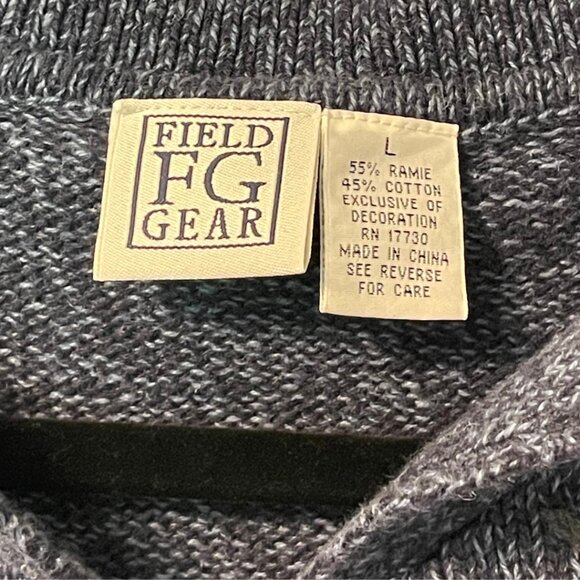 FIELD
FG
GEAR
L
55% RAMIE
45% COTTON
EXCLUSIVE OF
DECORATION
RN 17730
MADE IN CHINA
SEE REVERSE
FOR CARE